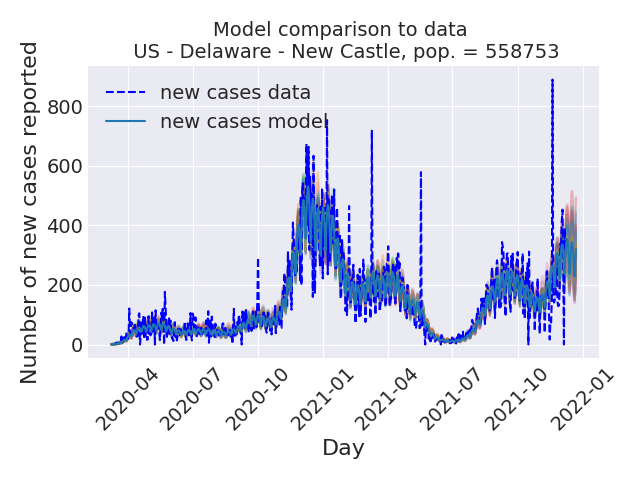 Model comparison to data
US - Delaware - New Castle, pop. = 558753
Number of new cases reported
800
600
400
200
0
new cases data
new cases model
2020-04
2020-07
2020-10
2021-01
2021-04
2021-07
2021-10
2022-01
Day